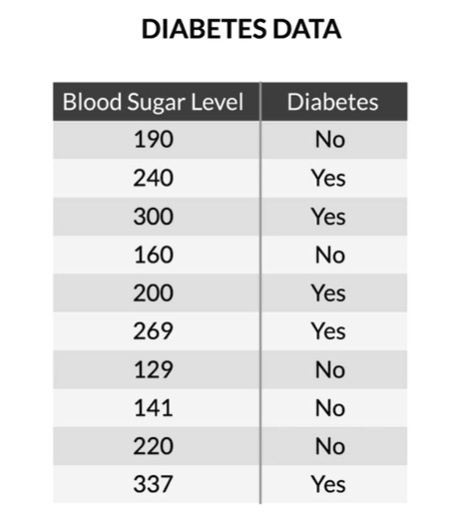 DIABETES DATA
Blood Sugar Level Diabetes
190 No
240 Yes
300 Yes
160 No
200 Yes
269 Yes
129 No
141 No
220 No
337 Yes